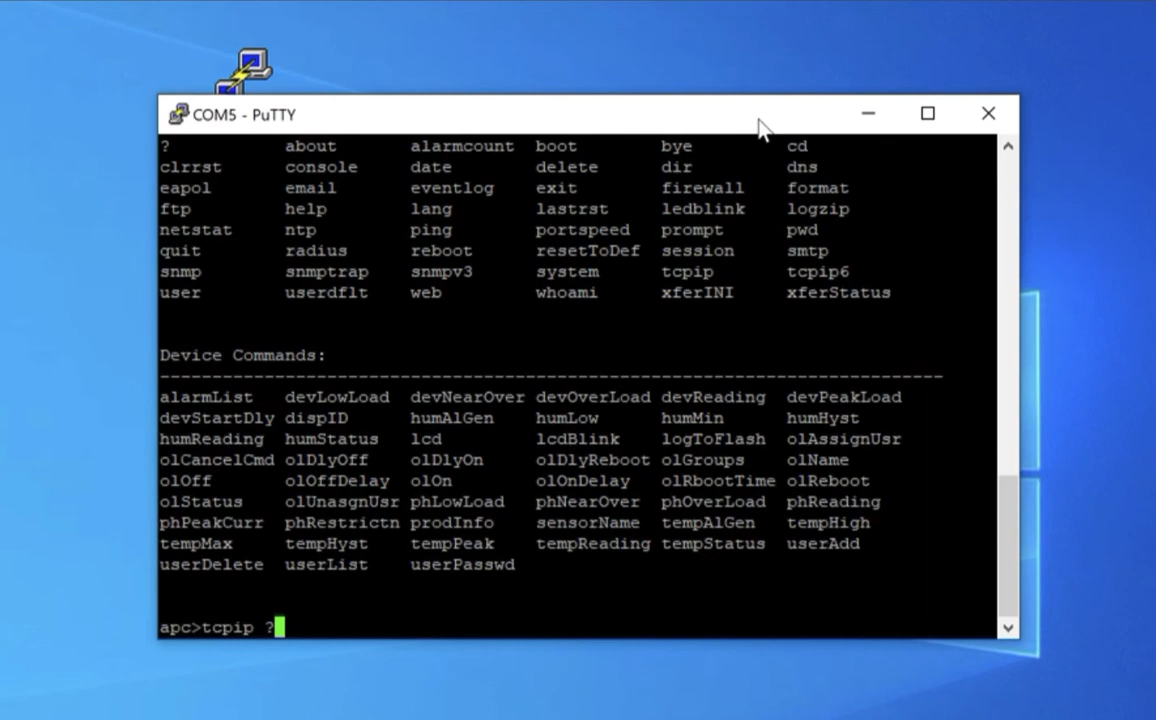 COM5 - PuTTY
? about alarmcount boot bye cd
clrrst console date delete dir dns
eapol email eventlog exit firewall format
ftp help lang lastrst ledblink logzip
netstat ntp ping portspeed prompt pwd
quit radius reboot resetToDef session smtp
snmp snmptrap snmpv3 system tcpip tcpip6
user userdflt web whoami xferINI xferStatus
Device Commands:
---------------------------------------------------------------------------
alarmList devLowLoad devNearOver devOverLoad devReading devPeakLoad
devStartDly dispID humAlGen humLow humMin humHyst
humReading humStatus lcd lcdBlink logToFlash olAssignUsr
olCancelCmd olDlyOff olDlyOn olDlyReboot olGroups olName
olOff olOffDelay olOn olOnDelay olRbootTime olReboot
olStatus olUnasgnUsr phLowLoad phNearOver phOverLoad phReading
phPeakCurr phRestrictn prodInfo sensorName tempAlGen tempHigh
tempMax tempHyst tempPeak tempReading tempStatus userAdd
userDelete userList userPasswd
apc>tcpip ?